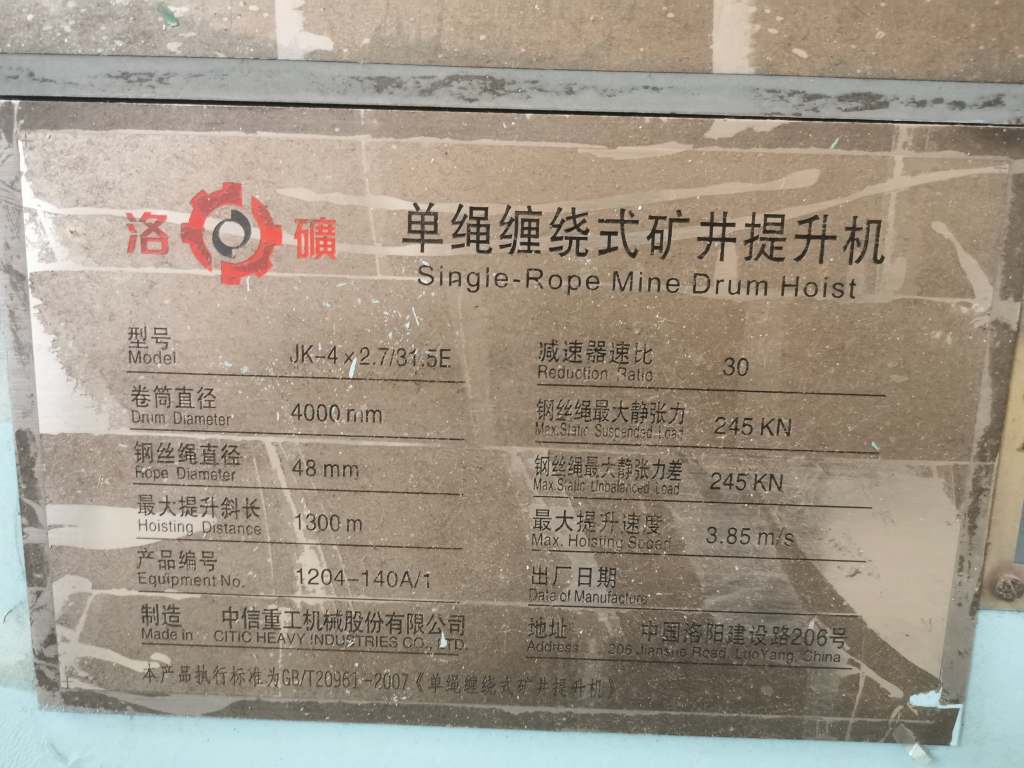 洛 礦
单绳缠绕式矿井提升机
Single-Rope Mine Drum Hoist
型号
Model
JK-4×2.7/31.5E
减速器速比
Reduction Ratio
30
卷筒直径
Drum Diameter
4000mm
钢丝绳最大静张力
Max.Static Suspended Load
245 KN
钢丝绳直径
Rope Diameter
48 mm
钢丝绳最大静张力差
Max.Static Unbalanced Load
245 KN
最大提升斜长
Hoisting Distance
1300 m
最大提升速度
Max. Hoisting Speed
3.85 m/s
产品编号
Equipment No.
1204-140A/1
出厂日期
Date of Manufacture
制造
Made in
中信重工机械股份有限公司
CITIC HEAVY INDUSTRIES CO., LTD.
地址
Address
中国洛阳建设路206号
206 Jianshe Road, LuoYang, China
本产品执行标准为GB/T20961-2007《单绳缠绕式矿井提升机》